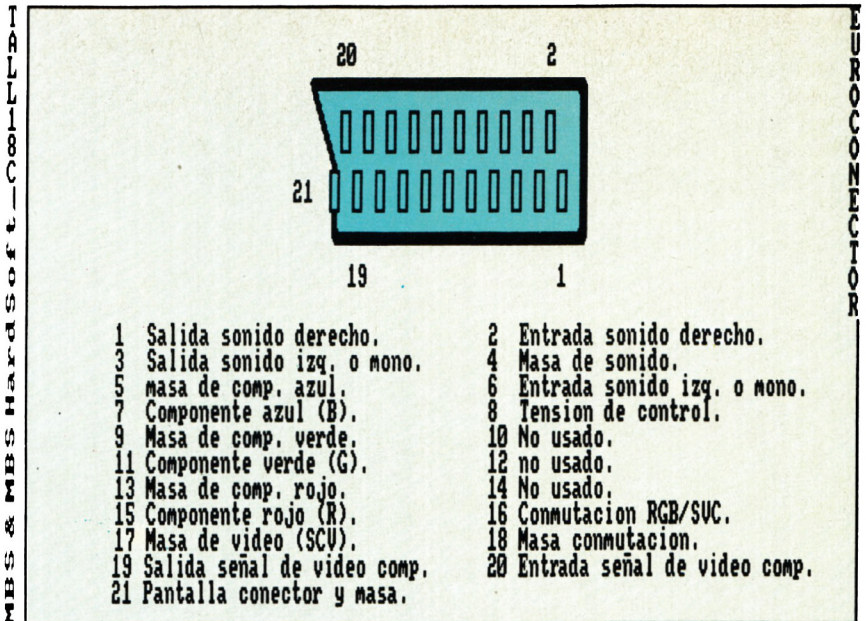 TALL18C_
MBS & MBS HardSoft
EUROCONECTOR
20 2
21
19 1
1 Salida sonido derecho.
3 Salida sonido izq. o mono.
5 masa de comp. azul.
7 Componente azul (B).
9 Masa de comp. verde.
11 Componente verde (G).
13 Masa de comp. rojo.
15 Componente rojo (R).
17 Masa de video (SCV).
19 Salida señal de video comp.
21 Pantalla conector y masa.
2 Entrada sonido derecho.
4 Masa de sonido.
6 Entrada sonido izq. o mono.
8 Tension de control.
10 No usado.
12 no usado.
14 No usado.
16 Conmutacion RGB/SVC.
18 Masa conmutacion.
20 Entrada señal de video comp.